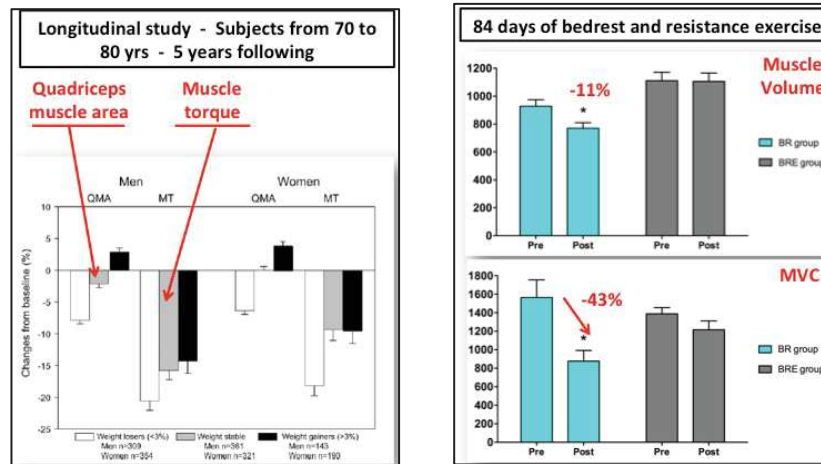 Longitudinal study - Subjects from 70 to
80 yrs - 5 years following
Quadriceps
muscle area
Muscle
torque
Men
Women
QMA
MT
QMA
MT
Changes from baseline (%)
10
5
0
-5
-10
-15
-20
-25
Weight losers (<3%)
Men n=309
Women n=354
Weight stable
Men n=361
Women n=321
Weight gainers (>3%)
Men n=143
Women n=190
84 days of bedrest and resistance exercise
Muscle
Volume
-11%
*
1200
1000
800
600
400
200
0
Pre
Post
Pre
Post
BR group
BRE group
MVC
-43%
*
1800
1600
1400
1200
1000
800
600
400
200
0
Pre
Post
Pre
Post
BR group
BRE group